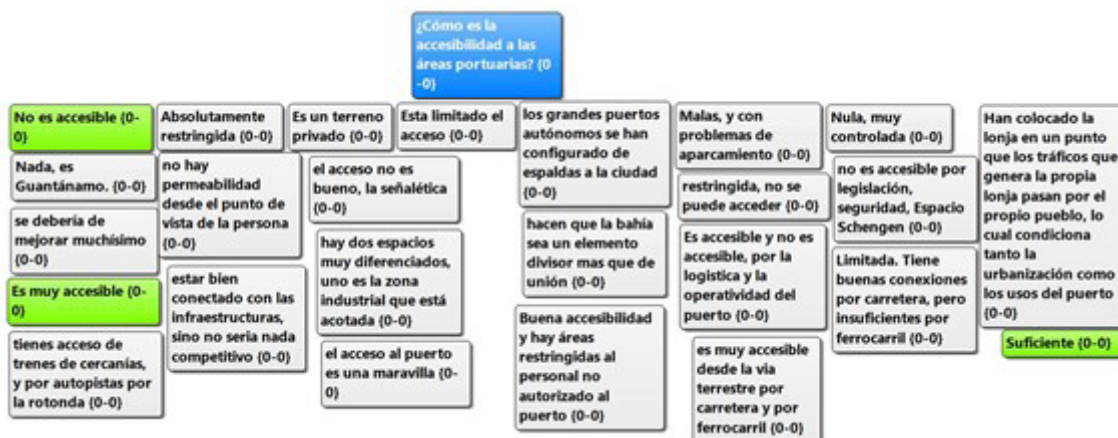 ¿Cómo es la
accesibilidad a las
áreas portuarias? {0
-0}
No es accesible {0-
0}
Nada, es
Guantánamo. {0-0}
se debería de
mejorar muchísimo
{0-0}
Es muy accesible {0-
0}
tienes acceso de
trenes de cercanías,
y por autopistas por
la rotonda {0-0}
Absolutamente
restringida {0-0}
no hay
permeabilidad
desde el punto de
vista de la persona
{0-0}
estar bien
conectado con las
infraestructuras,
sino no seria nada
competitivo {0-0}
Es un terreno
privado {0-0}
el acceso no es
bueno, la señalética
{0-0}
hay dos espacios
muy diferenciados,
uno es la zona
industrial que está
acotada {0-0}
el acceso al puerto
es una maravilla {0-
0}
Esta limitado el
acceso {0-0}
los grandes puertos
autónomos se han
configurado de
espaldas a la ciudad
{0-0}
hacen que la bahía
sea un elemento
divisor mas que de
unión {0-0}
Buena accesibilidad
y hay áreas
restringidas al
personal no
autorizado al
puerto {0-0}
Malas, y con
problemas de
aparcamiento {0-0}
restringida, no se
puede acceder {0-0}
Es accesible y no es
accesible, por la
logistica y la
operatividad del
puerto {0-0}
es muy accesible
desde la via
terrestre por
carretera y por
ferrocarril {0-0}
Nula, muy
controlada {0-0}
no es accesible por
legislación,
seguridad, Espacio
Schengen {0-0}
Limitada. Tiene
buenas conexiones
por carretera, pero
insuficientes por
ferrocarril {0-0}
Han colocado la
lonja en un punto
que los tráficos que
genera la propia
lonja pasan por el
propio pueblo, lo
cual condiciona
tanto la
urbanización como
los usos del puerto
{0-0}
Suficiente {0-0}